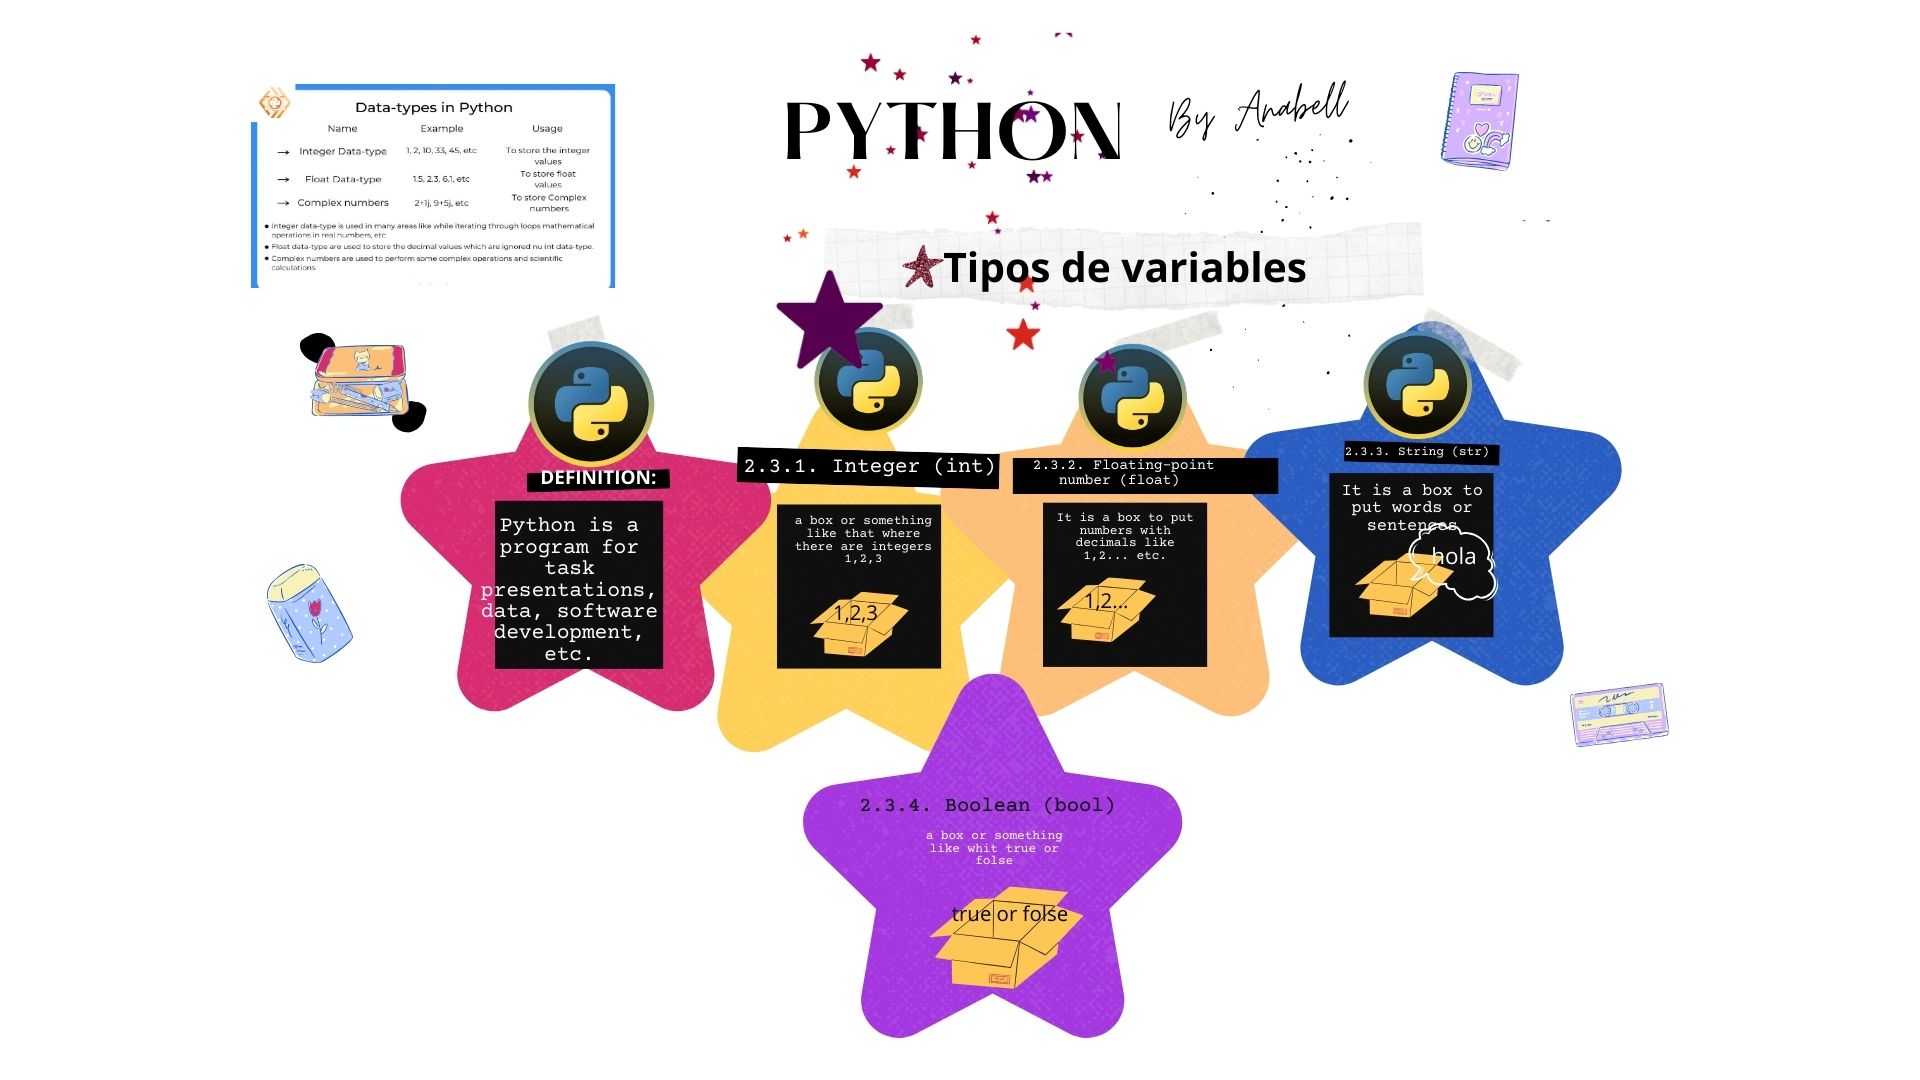 Data-types in Python
Name Example Usage
→ Integer Data-type 1, 2, 10, 33, 45, etc To store the integer
values
→ Float Data-type 1.5, 2.3, 6.1, etc To store float
values
→ Complex numbers 2+1j, 9+5j, etc To store Complex
numbers
● Integer data-type is used in many areas like while iterating through loops mathematical
operations in real numbers, etc
● Float data-type are used to store the decimal values which are ignored nu int data-type.
● Complex numbers are used to perform some complex operations and scientific
calculations
PYTHON
By Anabell
Tipos de variables
DEFINITION:
Python is a
program for
task
presentations,
data, software
development,
etc.
2.3.1. Integer (int)
a box or something
like that where
there are integers
1,2,3
1,2,3
2.3.2. Floating-point
number (float)
It is a box to put
numbers with
decimals like
1,2... etc.
1,2...
2.3.3. String (str)
It is a box to
put words or
sentences
hola
2.3.4. Boolean (bool)
a box or something
like whit true or
folse
true or folse